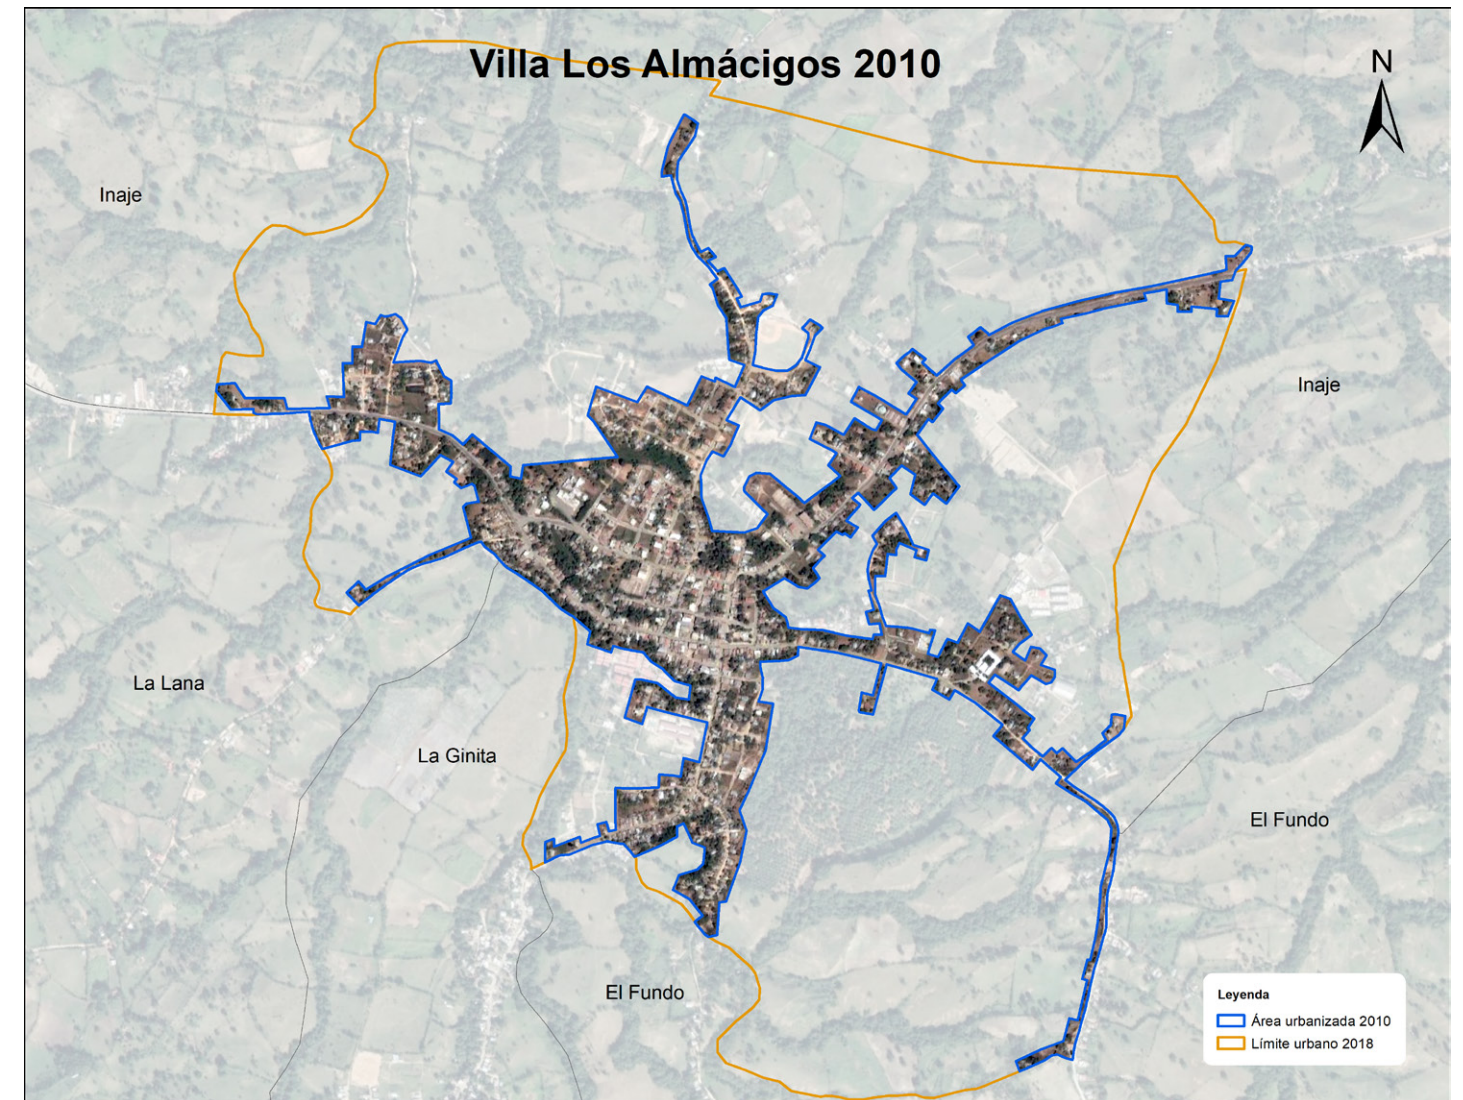 Villa Los Almácigos 2010
N
Inaje
Inaje
La Lana
La Ginita
El Fundo
El Fundo
Leyenda
Área urbanizada 2010
Límite urbano 2018